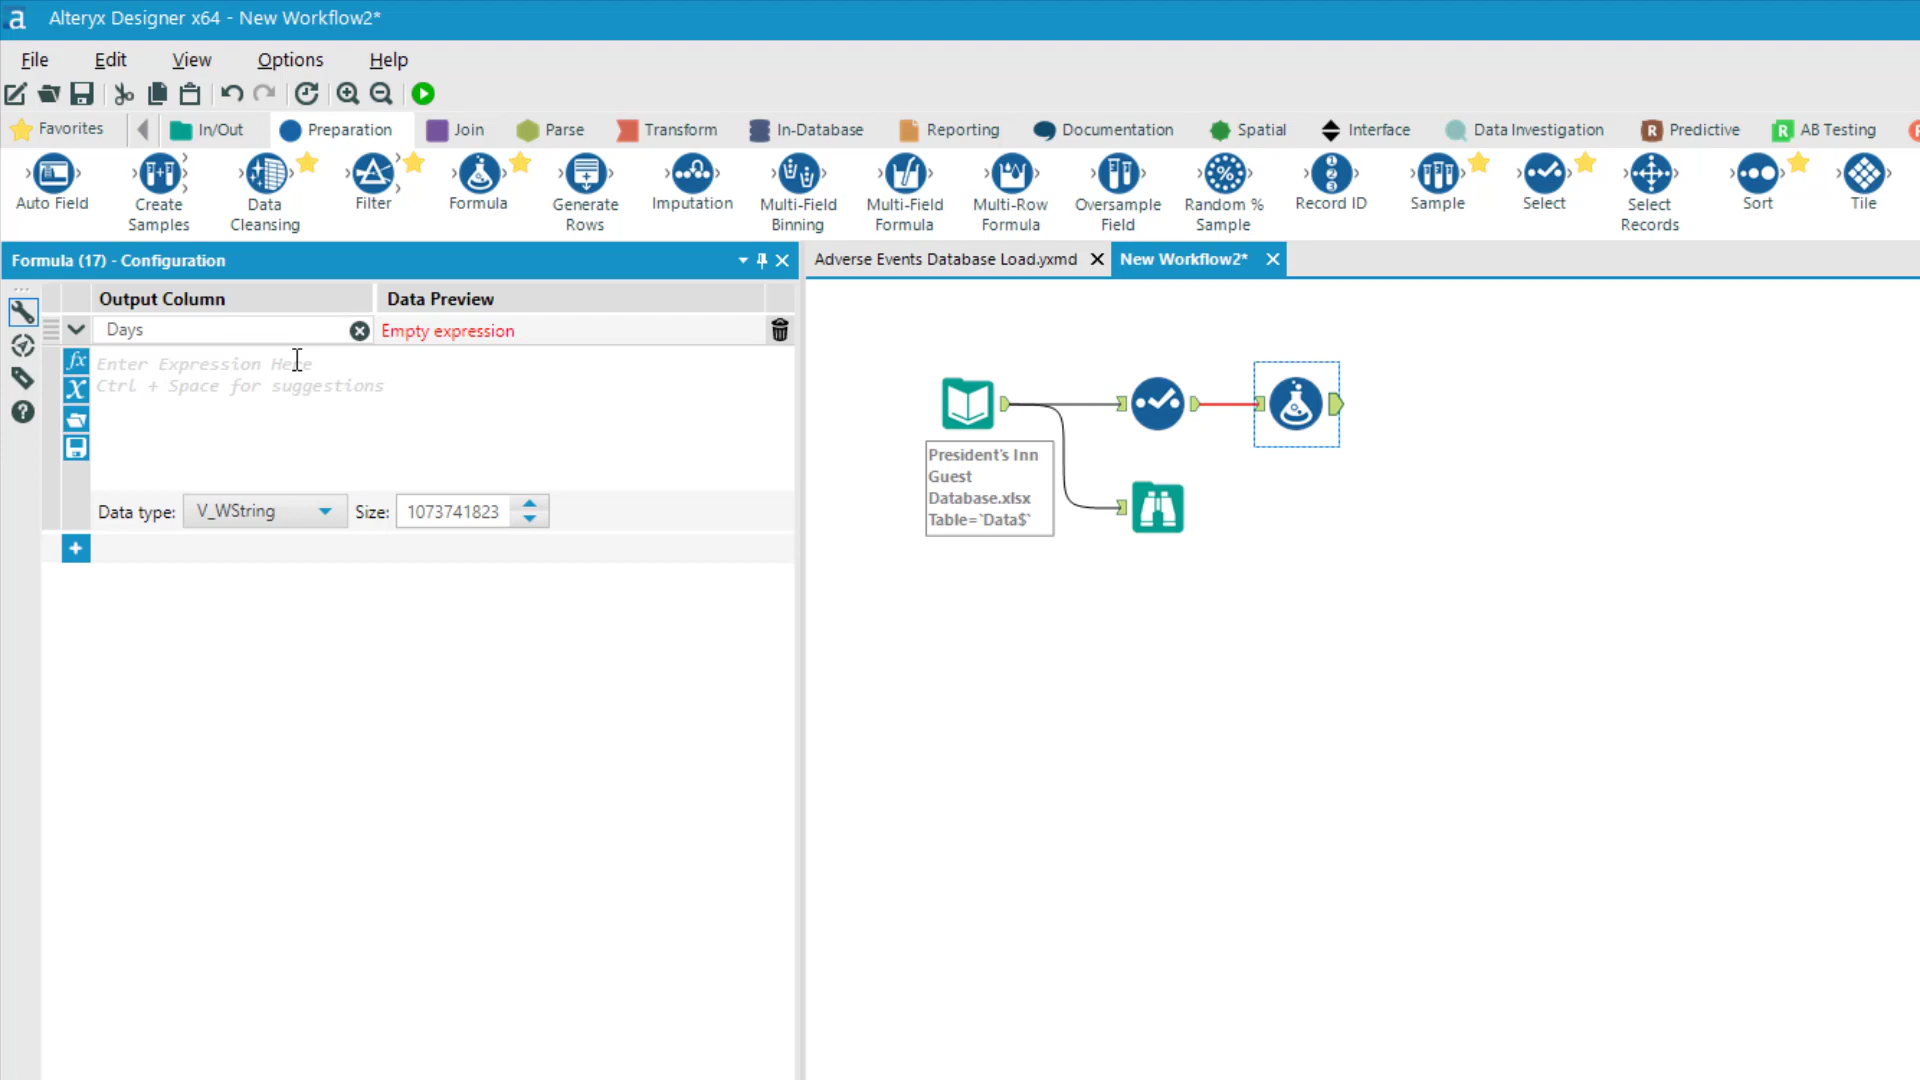 a Alteryx Designer x64 - New Workflow2*
File Edit View Options Help
Favorites In/Out Preparation Join Parse Transform In-Database Reporting Documentation Spatial Interface Data Investigation R Predictive R AB Testing
Auto Field Create Samples Data Cleansing Filter Formula Generate Rows Imputation Multi-Field Binning Multi-Field Formula Multi-Row Formula Oversample Field Random % Sample Record ID Sample Select Select Records Sort Tile
Formula (17) - Configuration
Adverse Events Database Load.yxmd New Workflow2*
Output Column Data Preview
Days Empty expression
fx Enter Expression Here
X Ctrl + Space for suggestions
Data type: V_WString Size: 1073741823
President's Inn
Guest
Database.xlsx
Table=`Data$`